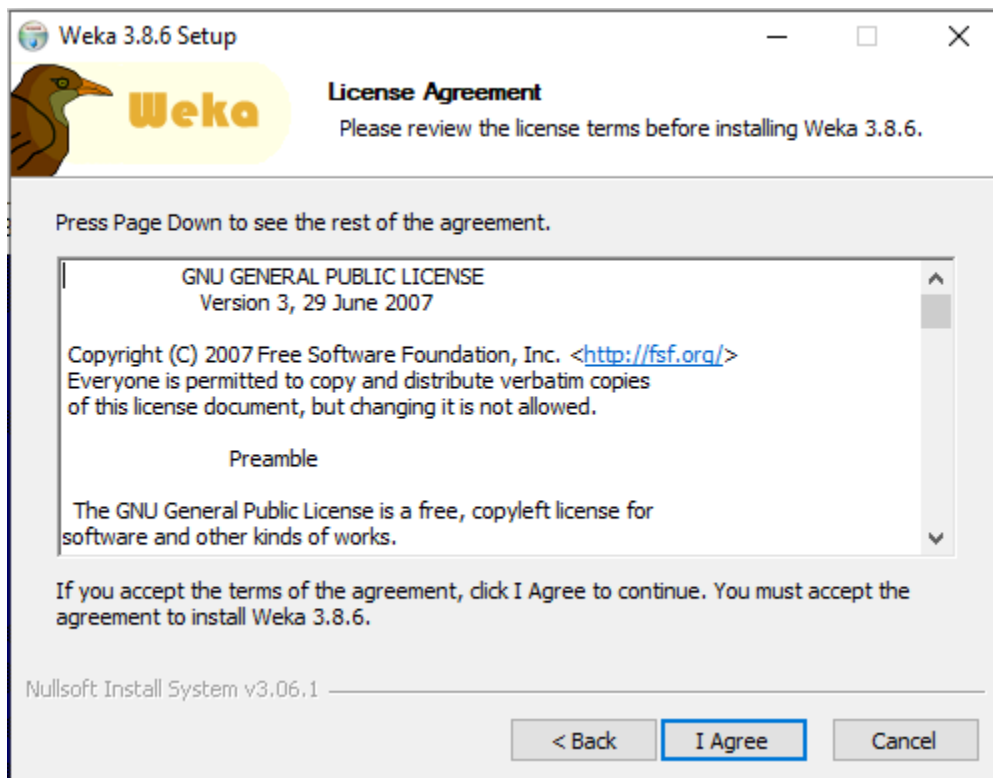 Weka 3.8.6 Setup
Weka
License Agreement
Please review the license terms before installing Weka 3.8.6.
Press Page Down to see the rest of the agreement.
GNU GENERAL PUBLIC LICENSE
Version 3, 29 June 2007
Copyright (C) 2007 Free Software Foundation, Inc. <http://fsf.org/>
Everyone is permitted to copy and distribute verbatim copies
of this license document, but changing it is not allowed.
Preamble
The GNU General Public License is a free, copyleft license for
software and other kinds of works.
If you accept the terms of the agreement, click I Agree to continue. You must accept the
agreement to install Weka 3.8.6.
Nullsoft Install System v3.06.1
< Back I Agree Cancel